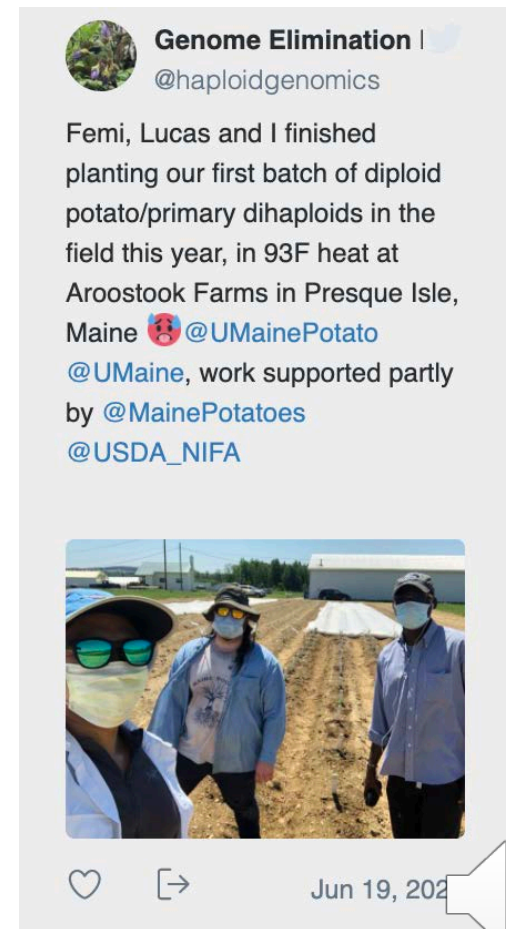 Genome Elimination |
@haploidgenomics
Femi, Lucas and I finished
planting our first batch of diploid
potato/primary dihaploids in the
field this year, in 93F heat at
Aroostook Farms in Presque Isle,
Maine 🥵 @UMainePotato
@UMaine, work supported partly
by @MainePotatoes
@USDA_NIFA
Jun 19, 202